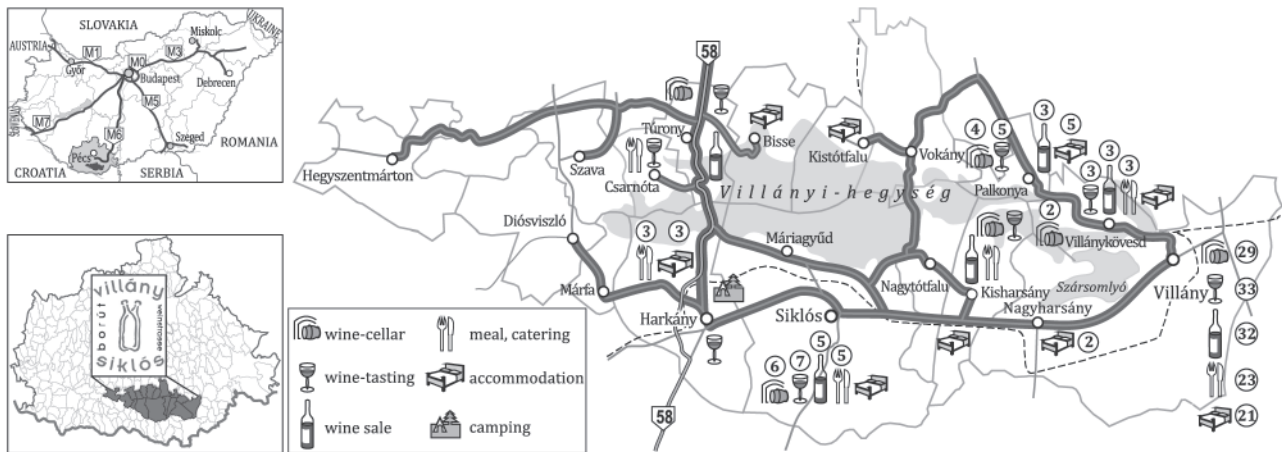 SLOVAKIA
UKRAINE
AUSTRIA
M1
M3
Miskolc
Győr
M0
Budapest
Debrecen
M7
M5
M6
Szeged
ROMANIA
Pécs
CROATIA
SERBIA
villány
borút
weinstrasse
siklós
58
Túrony
Bisse
Kistótfalu
Vokány
4
5
3
5
3
3
3
Hegyszentmárton
Szava
Csarnóta
Villányi-hegység
Palkonya
Diósviszló
3
3
Máriagyűd
2
Villánykövesd
29
Márfa
Nagytótfalu
Kisharsány
Szársomlyó
Villány
33
Harkány
Siklós
Nagyharsány
32
2
6
7
5
5
23
58
21
wine-cellar
meal, catering
wine-tasting
accommodation
wine sale
camping